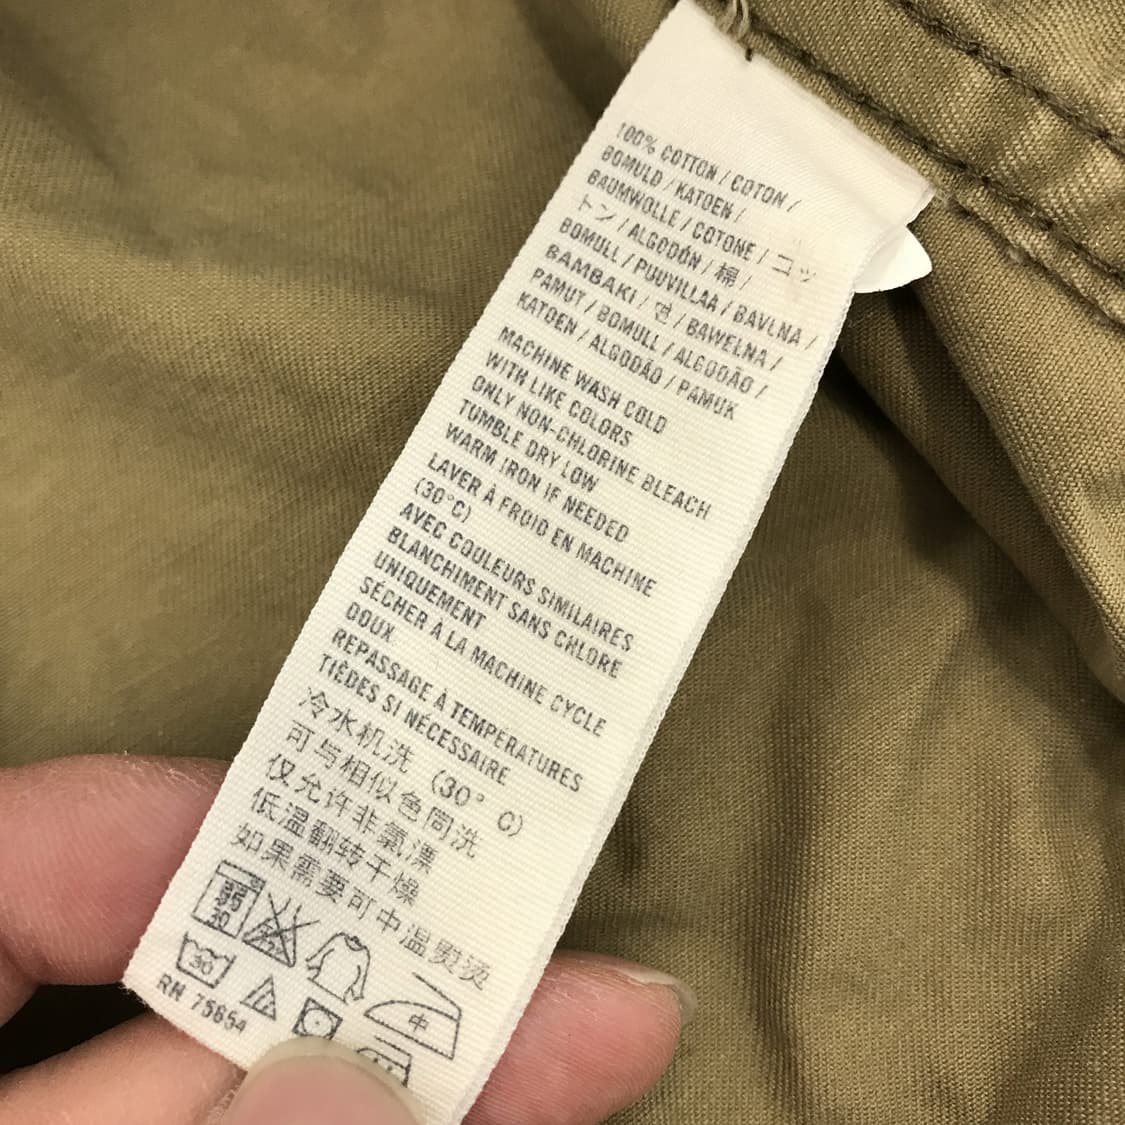 100% COTTON / COTON /
BOMULD / KATOEN /
BAUMWOLLE / COTONE / コッ
トン / ALGODÓN / 棉 /
BOMULL / PUUVILLAA / BAVLNA /
BAMBAKI / 면 / BAWELNA /
PAMUT / BOMULL / ALGODÃO /
KATOEN / ALGODÃO / PAMUK
MACHINE WASH COLD
WITH LIKE COLORS
ONLY NON-CHLORINE BLEACH
TUMBLE DRY LOW
WARM IRON IF NEEDED
LAVER À FROID EN MACHINE
(30°C)
AVEC COULEURS SIMILAIRES
BLANCHIMENT SANS CHLORE
UNIQUEMENT
SÉCHER À LA MACHINE CYCLE
DOUX
REPASSAGE À TEMPERATURES
TIÈDES SI NÉCESSAIRE
冷水机洗 (30° C)
可与相似色同洗
仅允许非氯漂
低温翻转干燥
如果需要可中温熨烫
中
30
RN 75654